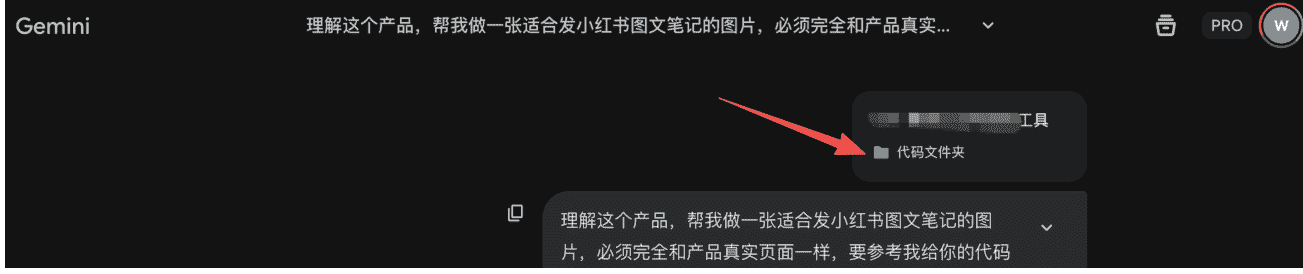 Gemini
理解这个产品，帮我做一张适合发小红书图文笔记的图片，必须完全和产品真实...
PRO
W
工具
代码文件夹
理解这个产品，帮我做一张适合发小红书图文笔记的图
片，必须完全和产品真实页面一样，要参考我给你的代码